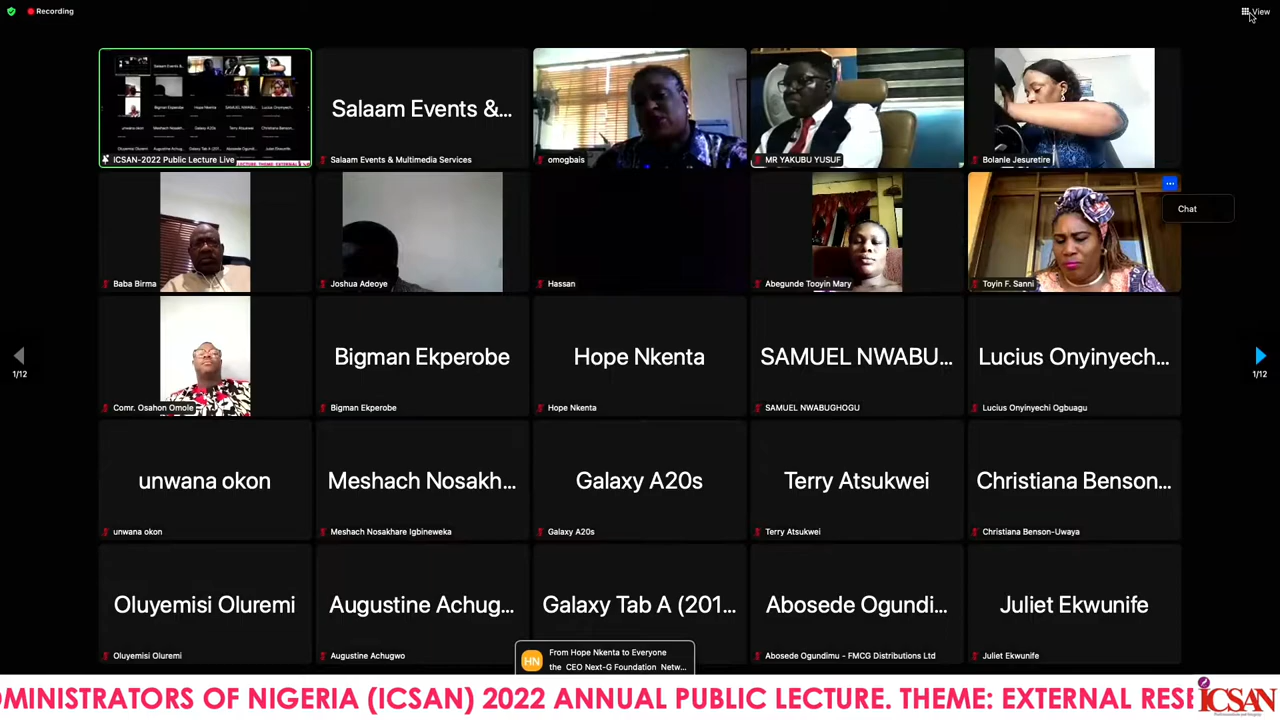 Recording
View
ICSAN-2022 Public Lecture Live
Salaam Events &...
Salaam Events & Multimedia Services
omogbais
MR YAKUBU YUSUF
Bolanle Jesuretire
Baba Birma
Joshua Adeoye
Hassan
Abegunde Tooyin Mary
Toyin F. Sanni
Chat
Comr. Osahon Omole
Bigman Ekperobe
Bigman Ekperobe
Hope Nkenta
Hope Nkenta
SAMUEL NWABU...
SAMUEL NWABUGHOGU
Lucius Onyinyech...
Lucius Onyinyechi Ogbuagu
1/12
1/12
unwana okon
unwana okon
Meshach Nosakh...
Meshach Nosakhare Igbineweka
Galaxy A20s
Galaxy A20s
Terry Atsukwei
Terry Atsukwei
Christiana Benson...
Christiana Benson-Uwaya
Oluyemisi Oluremi
Oluyemisi Oluremi
Augustine Achug...
Augustine Achugwo
Galaxy Tab A (201...
Abosede Ogundi...
Abosede Ogundimu - FMCG Distributions Ltd
Juliet Ekwunife
Juliet Ekwunife
HN
From Hope Nkenta to Everyone
the CEO Next-G Foundation Netw...
DMINISTRATORS OF NIGERIA (ICSAN) 2022 ANNUAL PUBLIC LECTURE. THEME: EXTERNAL RESE
ICSAN